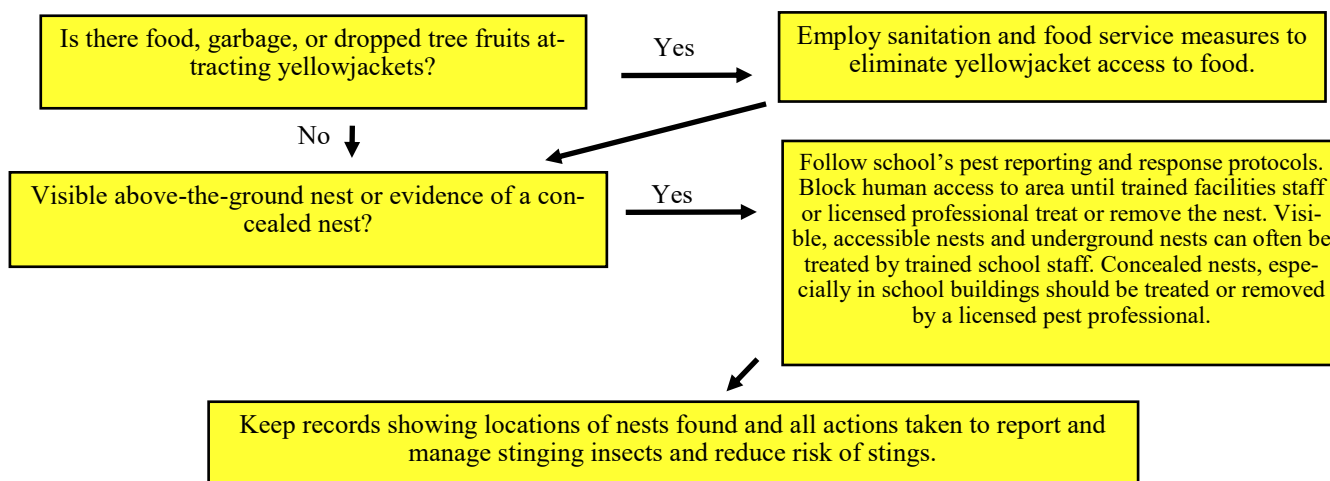 Is there food, garbage, or dropped tree fruits at-
tracting yellowjackets?
Yes
Employ sanitation and food service measures to
eliminate yellowjacket access to food.
No
Visible above-the-ground nest or evidence of a con-
cealed nest?
Yes
Follow school's pest reporting and response protocols.
Block human access to area until trained facilities staff
or licensed professional treat or remove the nest. Visi-
ble, accessible nests and underground nests can often be
treated by trained school staff. Concealed nests, espe-
cially in school buildings should be treated or removed
by a licensed pest professional.
Keep records showing locations of nests found and all actions taken to report and
manage stinging insects and reduce risk of stings.